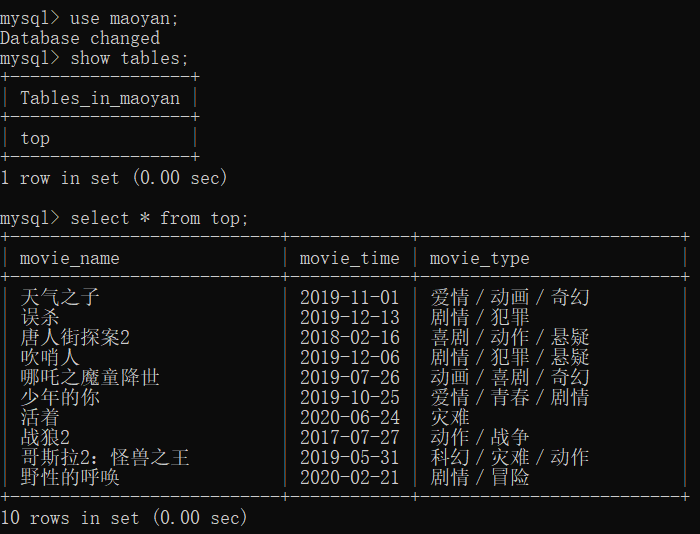 mysql> use maoyan;
Database changed
mysql> show tables;
+------------------+
| Tables_in_maoyan |
+------------------+
| top              |
+------------------+
1 row in set (0.00 sec)
mysql> select * from top;
+---------------------------+------------+--------------------------+
| movie_name                | movie_time | movie_type               |
+---------------------------+------------+--------------------------+
| 天气之子 | 2019-11-01 | 爱情／动画／奇幻 |
| 误杀 | 2019-12-13 | 剧情／犯罪 |
| 唐人街探案2 | 2018-02-16 | 喜剧／动作／悬疑 |
| 吹哨人 | 2019-12-06 | 剧情／犯罪／悬疑 |
| 哪吒之魔童降世 | 2019-07-26 | 动画／喜剧／奇幻 |
| 少年的你 | 2019-10-25 | 爱情／青春／剧情 |
| 活着 | 2020-06-24 | 灾难 |
| 战狼2 | 2017-07-27 | 动作／战争 |
| 哥斯拉2：怪兽之王 | 2019-05-31 | 科幻／灾难／动作 |
| 野性的呼唤 | 2020-02-21 | 剧情／冒险 |
+---------------------------+------------+--------------------------+
10 rows in set (0.00 sec)